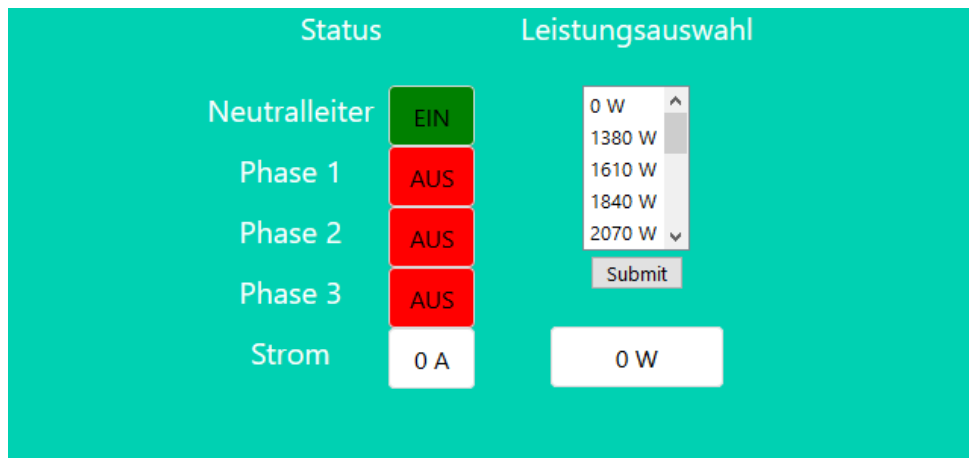 Status
Leistungsauswahl
Neutralleiter EIN
Phase 1 AUS
Phase 2 AUS
Phase 3 AUS
Strom 0 A
0 W
1380 W
1610 W
1840 W
2070 W
Submit
0 W